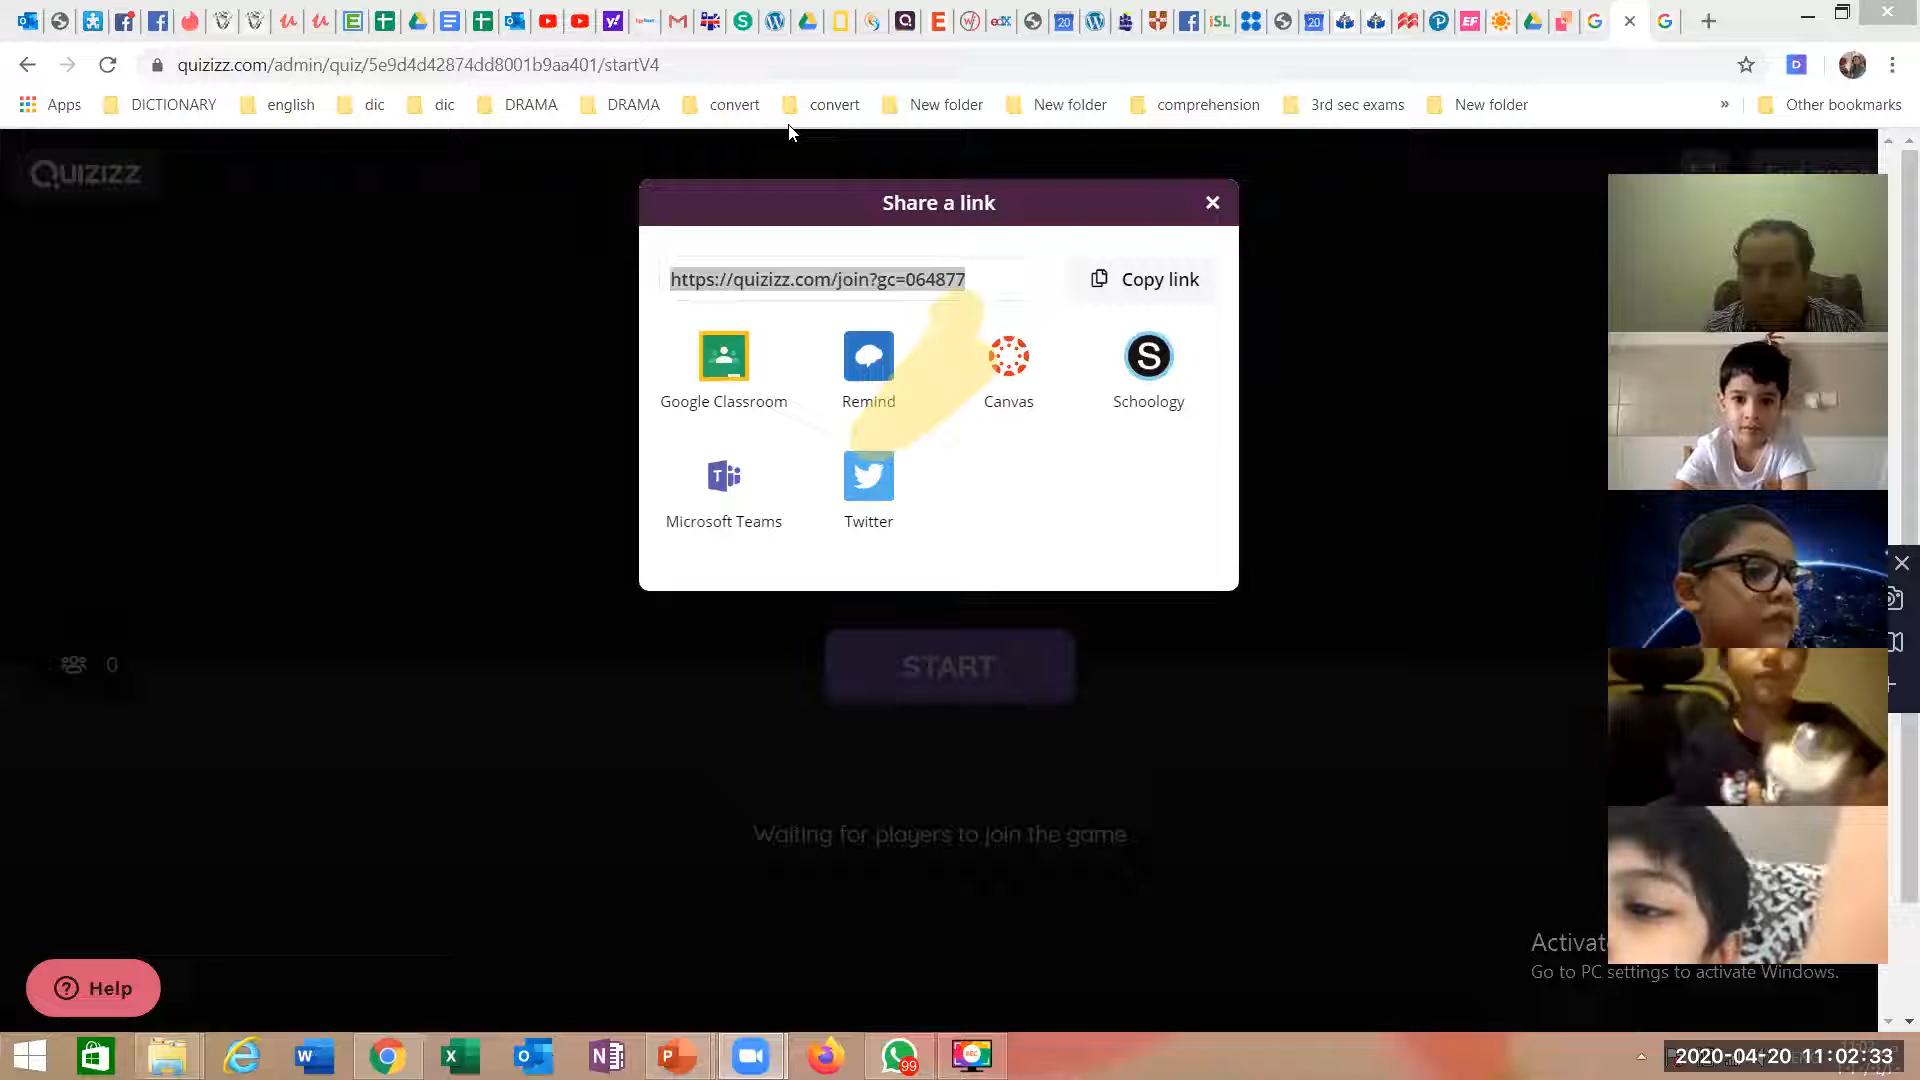 quizizz.com/admin/quiz/5e9d4d42874dd8001b9aa401/startV4
Apps DICTIONARY english dic dic DRAMA DRAMA convert convert New folder New folder comprehension 3rd sec exams New folder » Other bookmarks
QUIZIZZ
Share a link
https://quizizz.com/join?gc=064877 Copy link
Google Classroom Remind Canvas Schoology
Microsoft Teams Twitter
0
START
Waiting for players to join the game
Help
Go to PC settings to activate Windows.
99
REC
2020-04-20 11:02:33